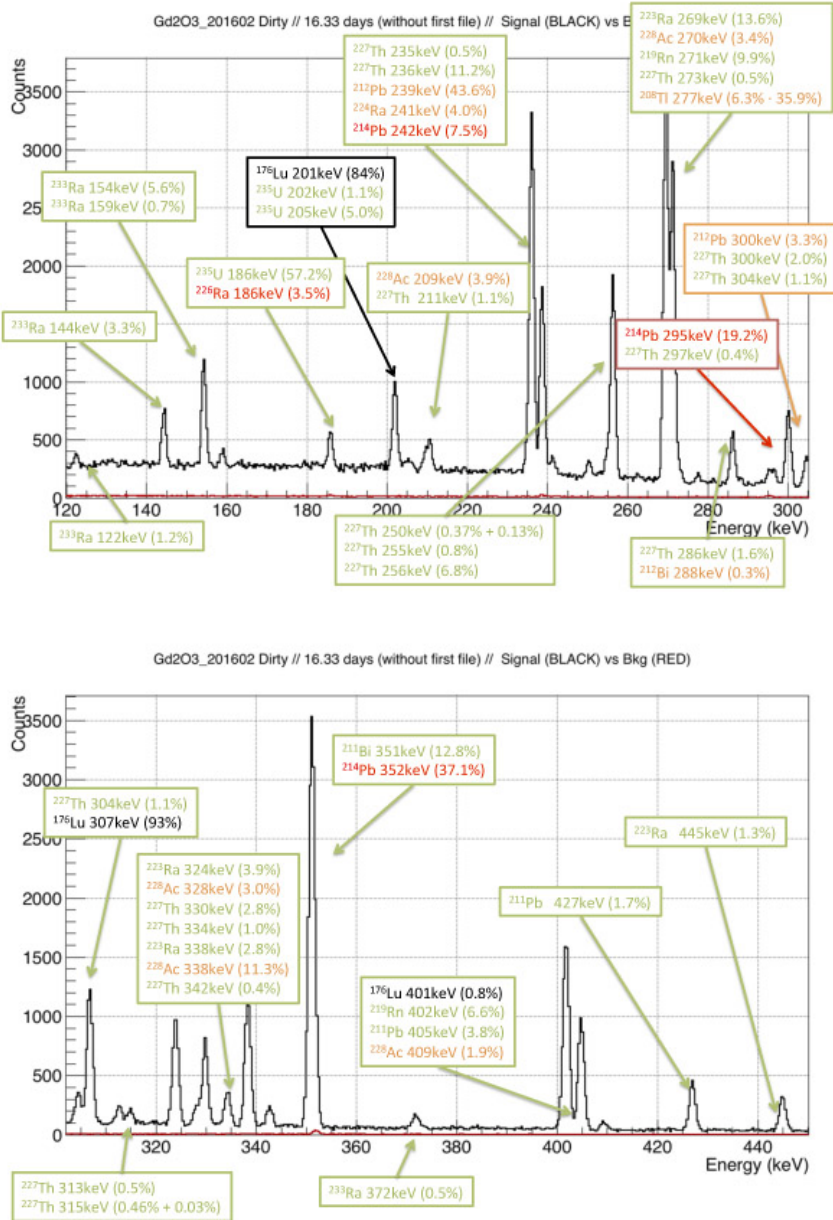 Gd2O3_201602 Dirty // 16.33 days (without first file) // Signal (BLACK) vs B
Counts
3500
3000
2500
2000
1500
1000
500
0
²²⁷Th 235keV (0.5%)
²²⁷Th 236keV (11.2%)
²¹²Pb 239keV (43.6%)
²²⁴Ra 241keV (4.0%)
²¹⁴Pb 242keV (7.5%)
²²³Ra 269keV (13.6%)
²²⁸Ac 270keV (3.4%)
²¹⁹Rn 271keV (9.9%)
²²⁷Th 273keV (0.5%)
²⁰⁸Tl 277keV (6.3% · 35.9%)
²³³Ra 154keV (5.6%)
²³³Ra 159keV (0.7%)
¹⁷⁶Lu 201keV (84%)
²³⁵U 202keV (1.1%)
²³⁵U 205keV (5.0%)
²³⁵U 186keV (57.2%)
²²⁶Ra 186keV (3.5%)
²²⁸Ac 209keV (3.9%)
²²⁷Th 211keV (1.1%)
²¹²Pb 300keV (3.3%)
²²⁷Th 300keV (2.0%)
²²⁷Th 304keV (1.1%)
²³³Ra 144keV (3.3%)
²¹⁴Pb 295keV (19.2%)
²²⁷Th 297keV (0.4%)
120 140 160 180 200 220 240 260 280 300
Energy (keV)
²³³Ra 122keV (1.2%)
²²⁷Th 250keV (0.37% + 0.13%)
²²⁷Th 255keV (0.8%)
²²⁷Th 256keV (6.8%)
²²⁷Th 286keV (1.6%)
²¹²Bi 288keV (0.3%)
Gd2O3_201602 Dirty // 16.33 days (without first file) // Signal (BLACK) vs Bkg (RED)
Counts
3500
3000
2500
2000
1500
1000
500
0
²¹¹Bi 351keV (12.8%)
²¹⁴Pb 352keV (37.1%)
²²⁷Th 304keV (1.1%)
¹⁷⁶Lu 307keV (93%)
²²³Ra 445keV (1.3%)
²²³Ra 324keV (3.9%)
²²⁸Ac 328keV (3.0%)
²²⁷Th 330keV (2.8%)
²²⁷Th 334keV (1.0%)
²²³Ra 338keV (2.8%)
²²⁸Ac 338keV (11.3%)
²²⁷Th 342keV (0.4%)
²¹¹Pb 427keV (1.7%)
¹⁷⁶Lu 401keV (0.8%)
²¹⁹Rn 402keV (6.6%)
²¹¹Pb 405keV (3.8%)
²²⁸Ac 409keV (1.9%)
320 340 360 380 400 420 440
Energy (keV)
²²⁷Th 313keV (0.5%)
²²⁷Th 315keV (0.46% + 0.03%)
²³³Ra 372keV (0.5%)